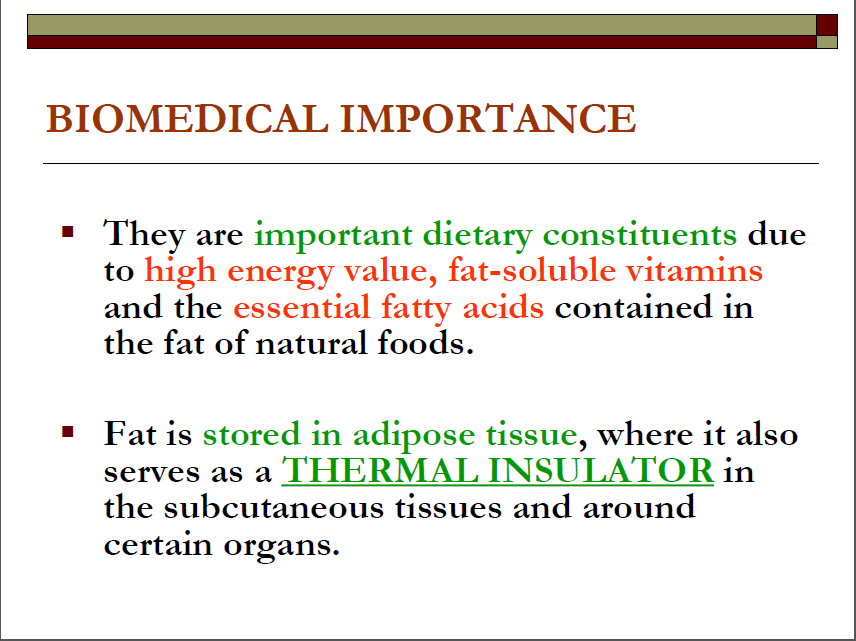 BIOMEDICAL IMPORTANCE
They are important dietary constituents due
to high energy value, fat-soluble vitamins
and the essential fatty acids contained in
the fat of natural foods.
Fat is stored in adipose tissue, where it also
serves as a THERMAL INSULATOR in
the subcutaneous tissues and around
certain organs.